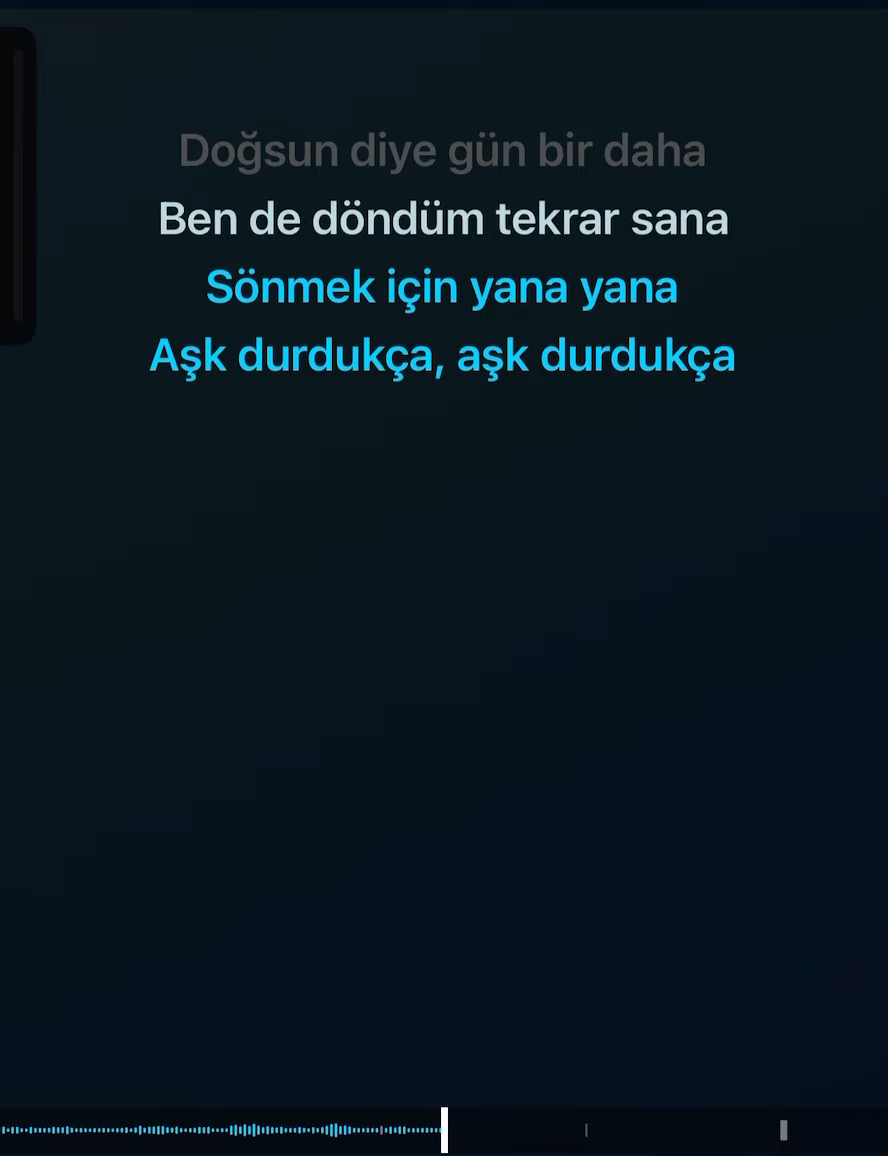 Doğsun diye gün bir daha
Ben de döndüm tekrar sana
Sönmek için yana yana
Aşk durdukça, aşk durdukça